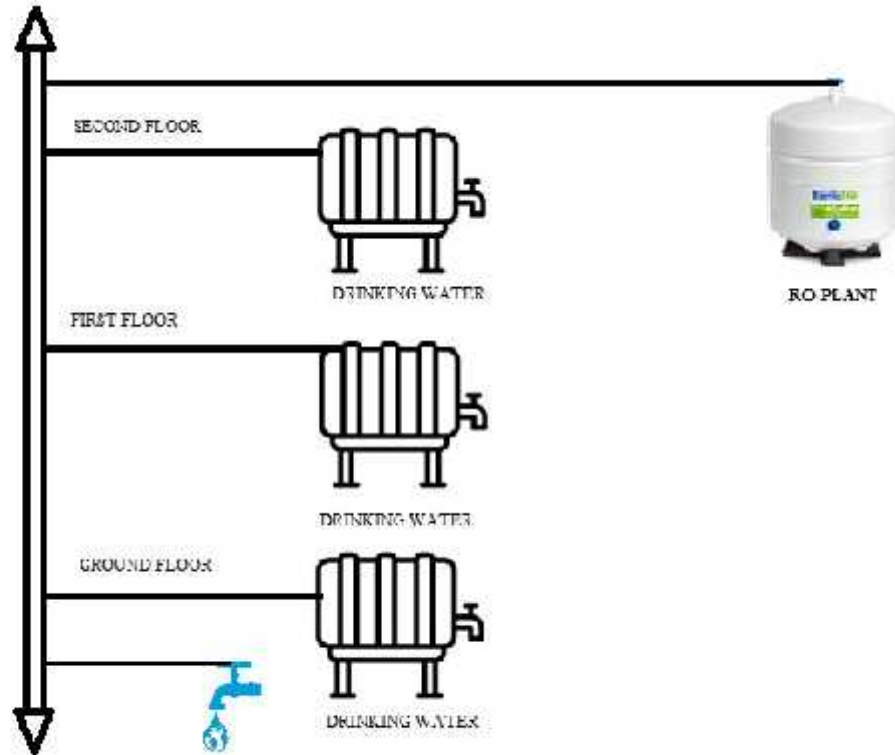 SECOND FLOOR
DRINKING WATER
RO PLANT
FIRST FLOOR
DRINKING WATER
GROUND FLOOR
DRINKING WATER